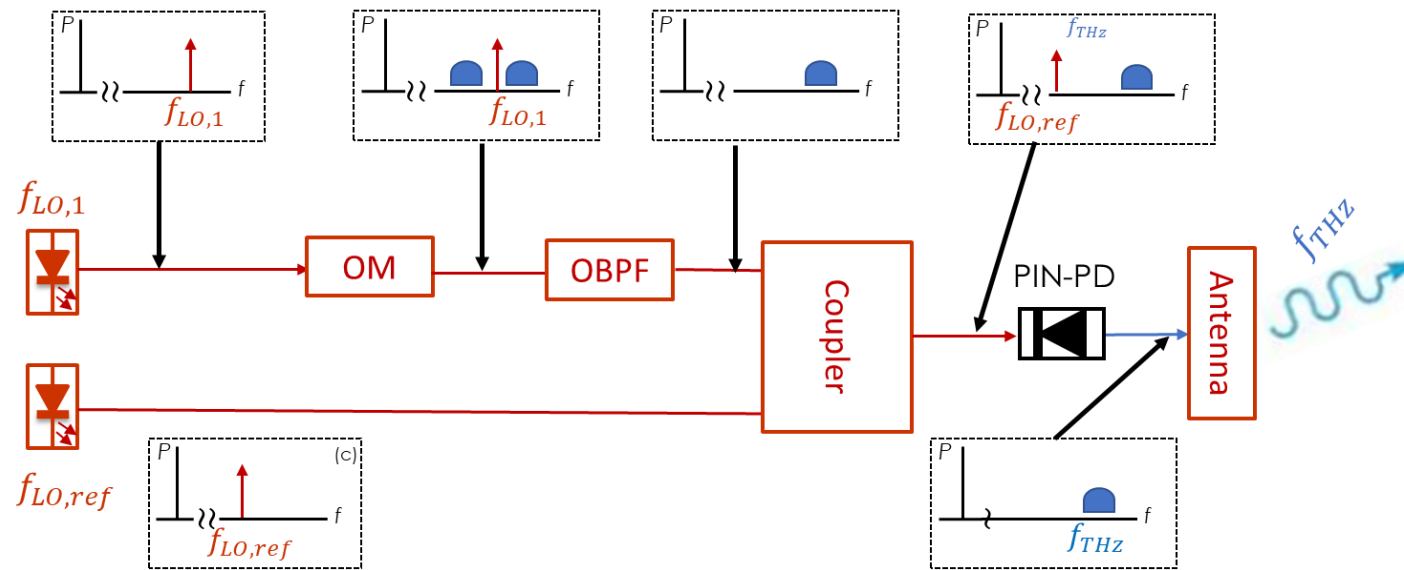 P
f
f_{LO,1}
P
f
f_{LO,1}
P
f
P
f_{THz}
f
f_{LO,ref}
f_{LO,1}
OM
OBPF
Coupler
PIN-PD
Antenna
f_{THz}
f_{LO,ref}
P
(c)
f
f_{LO,ref}
P
f
f_{THz}